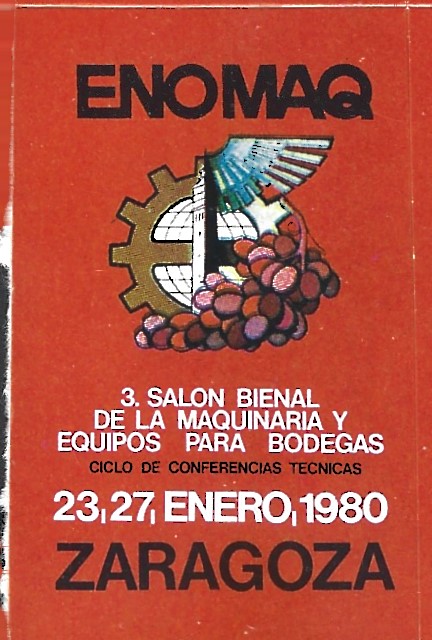 ENOMAQ
3. SALON BIENAL
DE LA MAQUINARIA Y
EQUIPOS PARA BODEGAS
CICLO DE CONFERENCIAS TECNICAS
23, 27, ENERO, 1980
ZARAGOZA